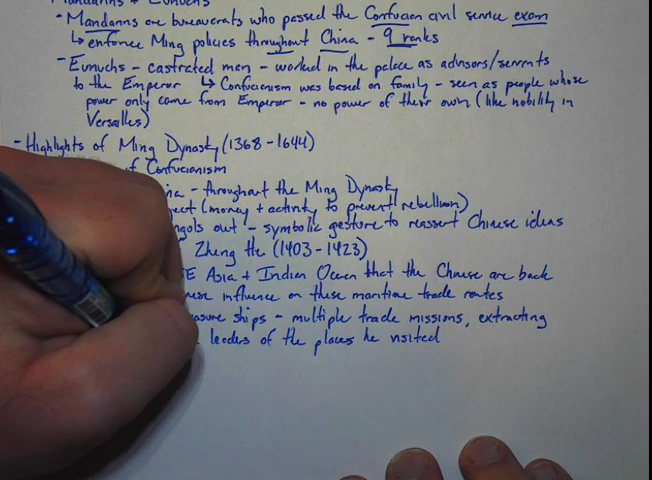 Mandarins + Eunuchs
- Mandarins are bureaucrats who passed the Confucian civil service exam
↳ enforce Ming policies throughout China - 9 ranks
- Eunuchs - castrated men - worked in the palace as advisors/servants
to the Emperor ↳ Confucianism was based on family - seen as people whose
power only came from Emperor - no power of their own (like nobility in
Versailles)
- Highlights of Ming Dynasty (1368-1644)
of Confucianism
- throughout the Ming Dynasty
(money + activity to prevent rebellion)
out - symbolic gesture to reassert Chinese ideas
Zheng He (1403-1423)
SE Asia + Indian Ocean that the Chinese are back
influence on these maritime trade routes
ships - multiple trade missions, extracting
leaders of the places he visited